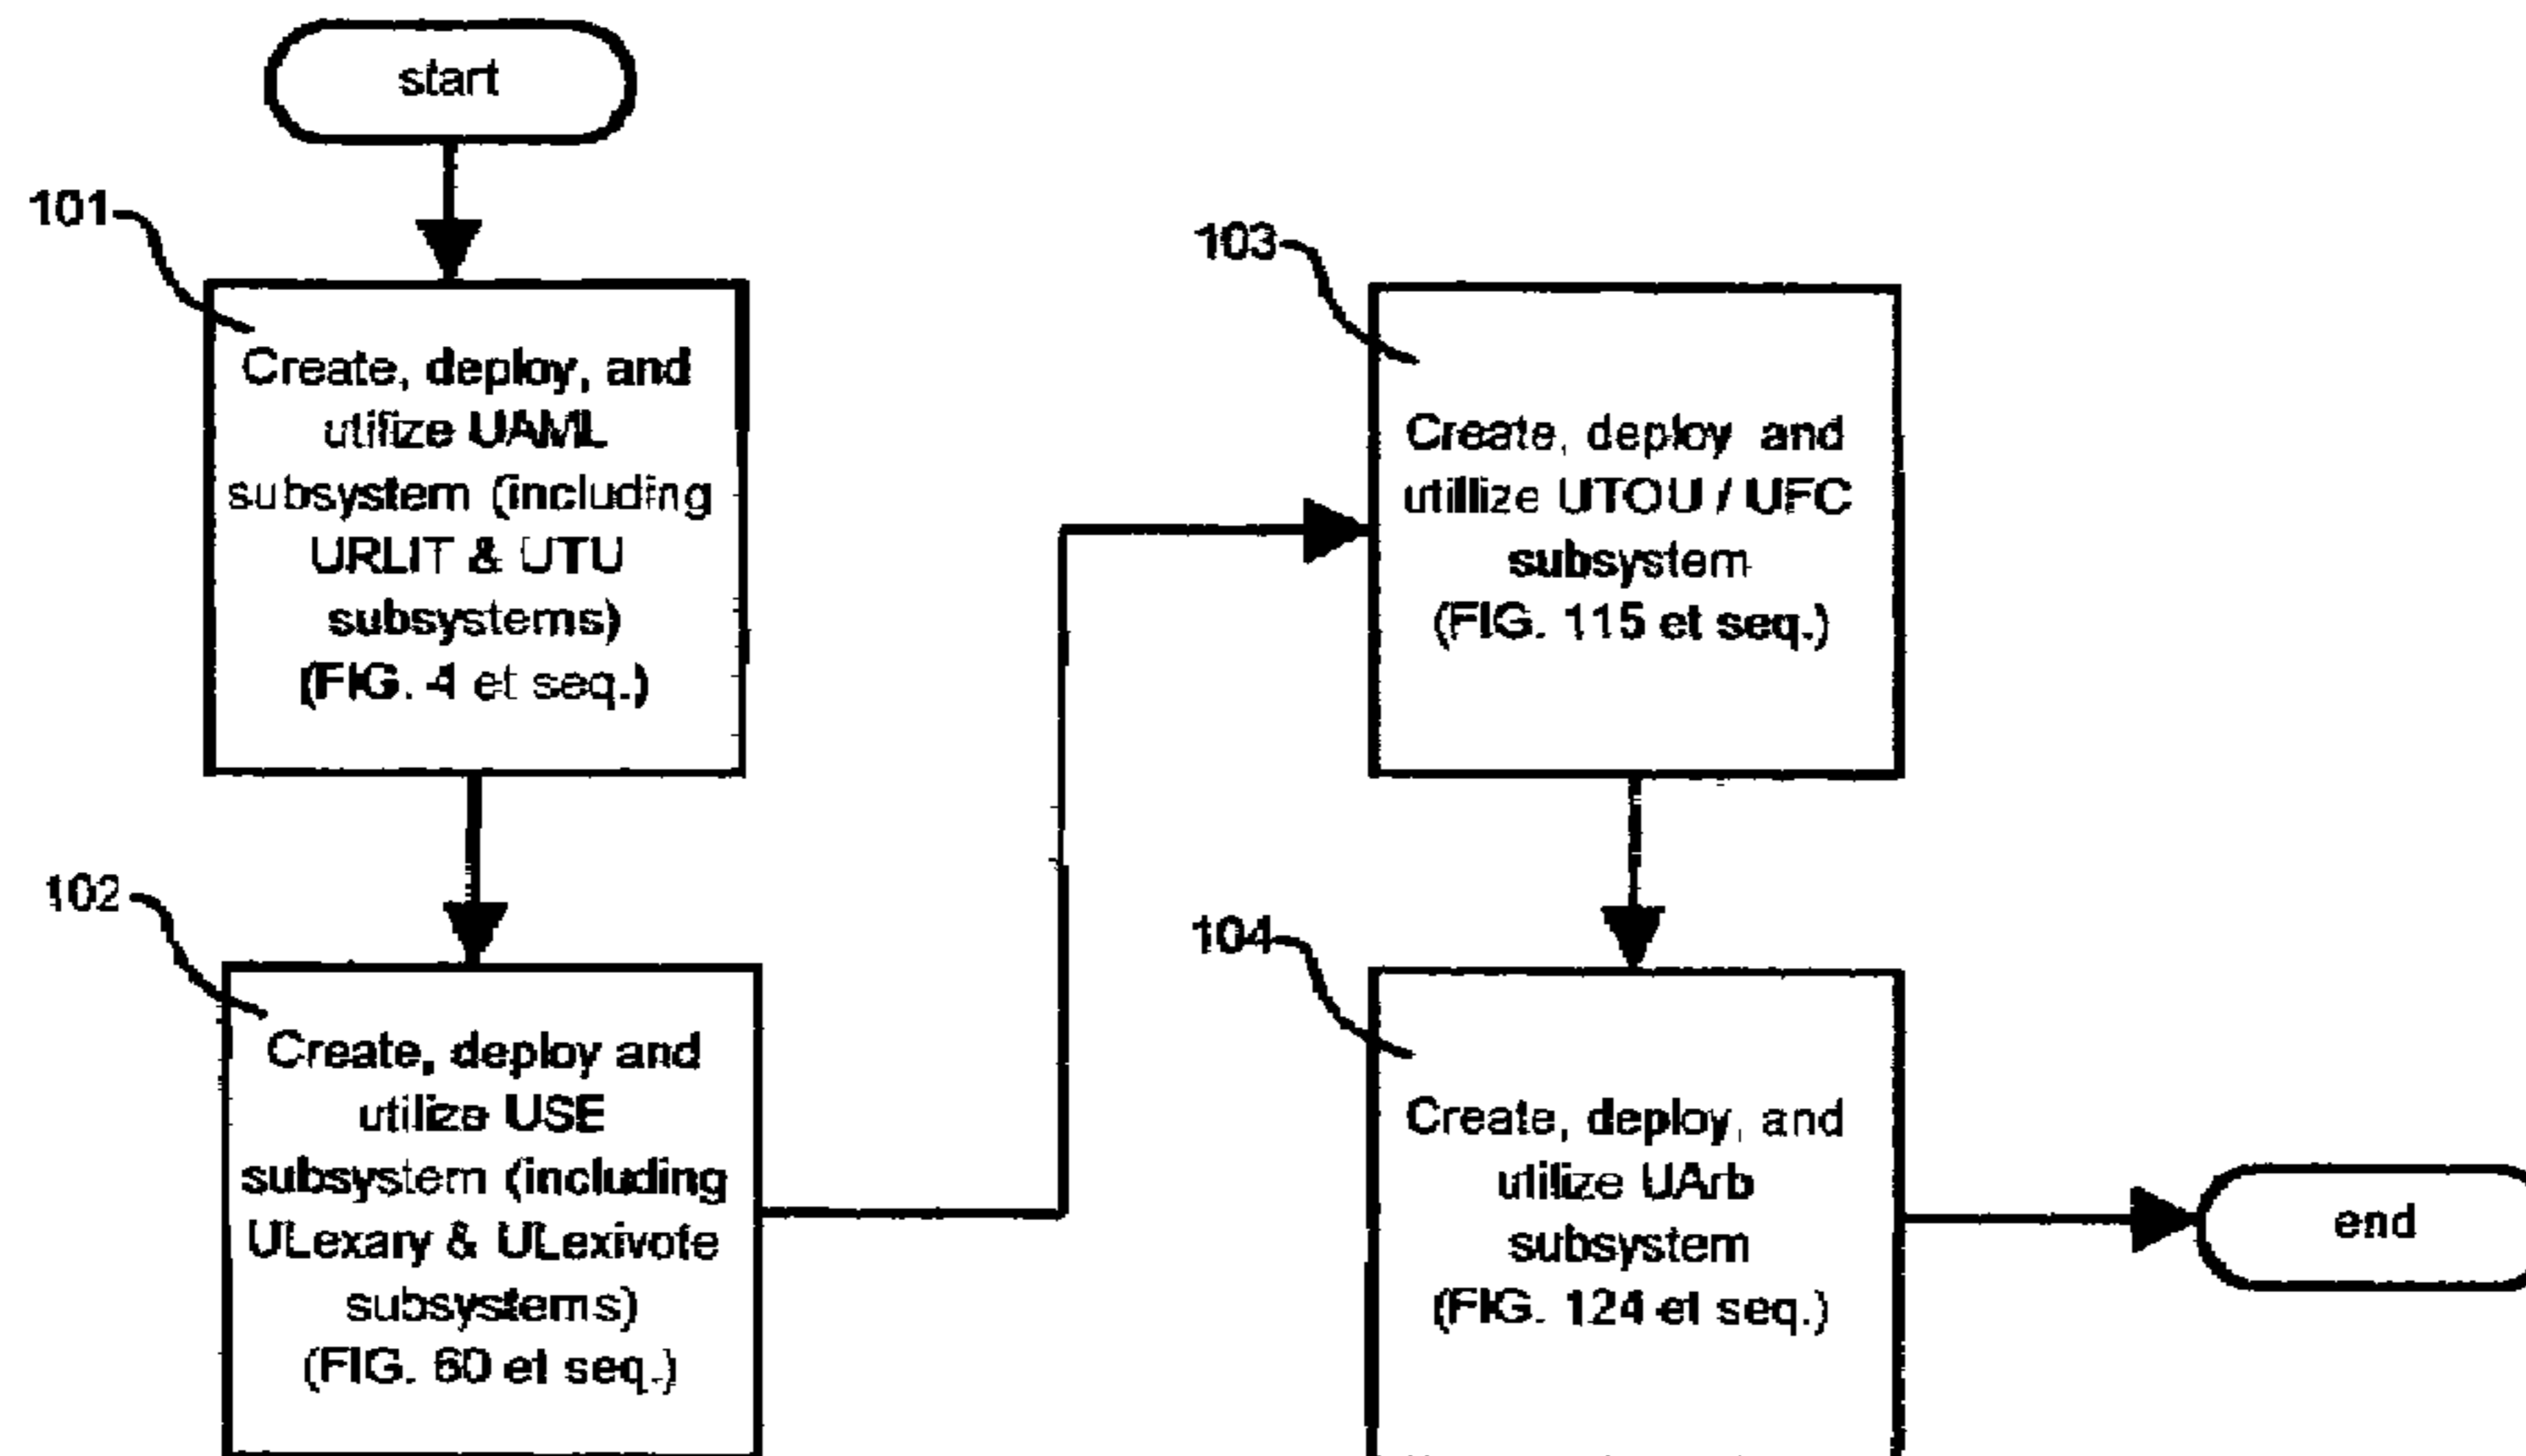 start
101
Create, deploy, and
utilize UAML
subsystem (including
URLIT & UTU
subsystems)
(FIG. 4 et seq.)
102
Create, deploy and
utilize USE
subsystem (including
ULexary & ULexivote
subsystems)
(FIG. 60 et seq.)
103
Create, deploy and
utillize UTOU / UFC
subsystem
(FIG. 115 et seq.)
104
Create, deploy, and
utilize UArb
subsystem
(FIG. 124 et seq.)
end